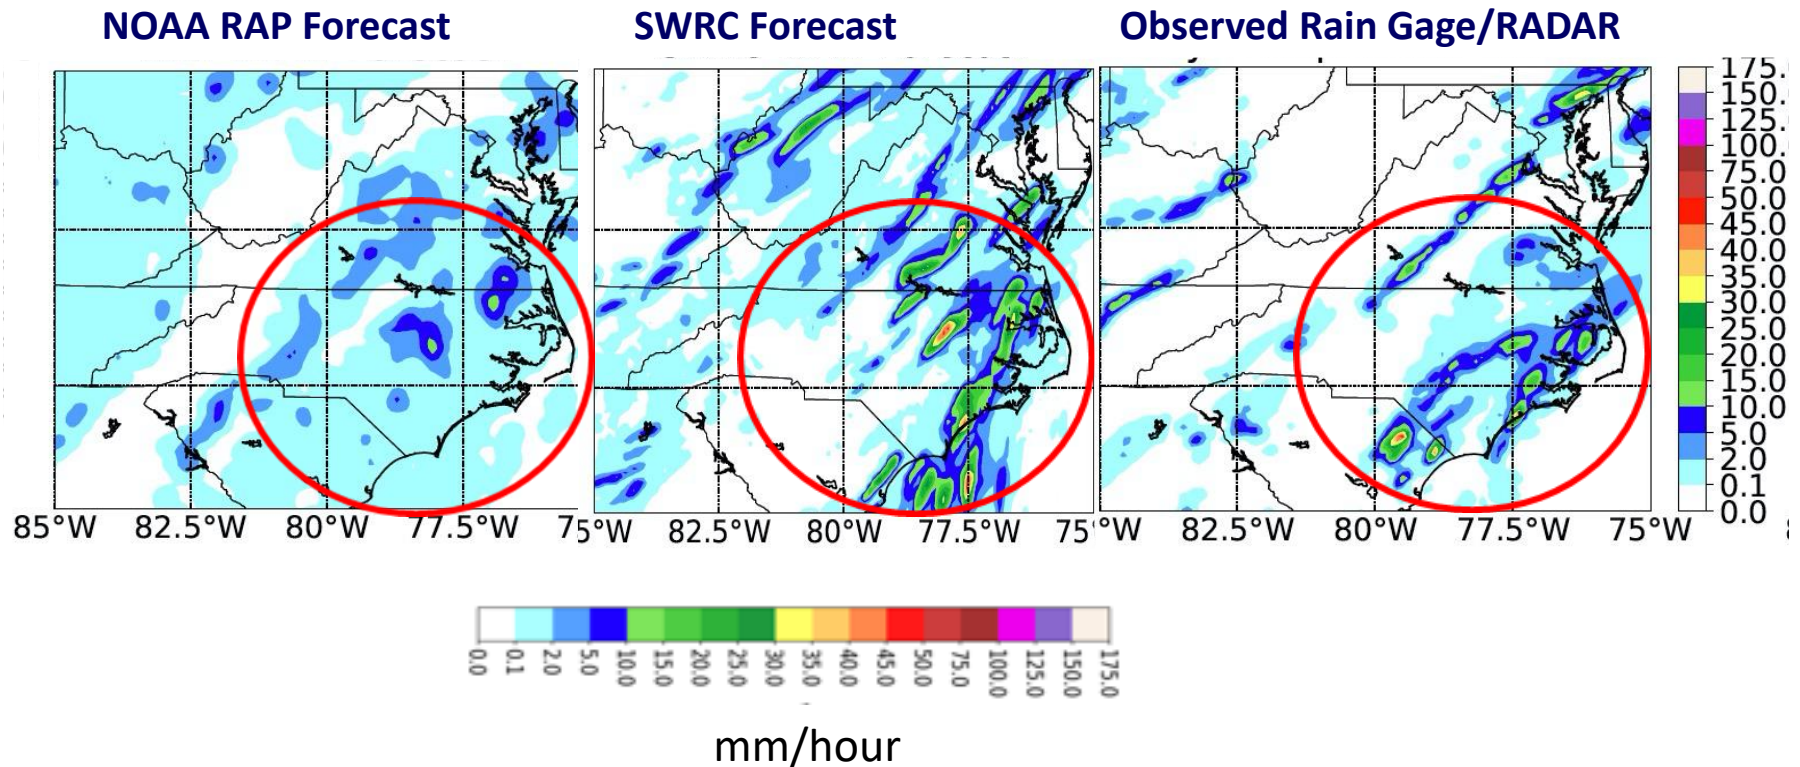 NOAA RAP Forecast
SWRC Forecast
Observed Rain Gage/RADAR
85°W 82.5°W 80°W 77.5°W 75
°W 82.5°W 80°W 77.5°W 75°
W 82.5°W 80°W 77.5°W 75°W
175.
150.
125.
100.
75.0
50.0
45.0
40.0
35.0
30.0
25.0
20.0
15.0
10.0
5.0
2.0
0.1
0.0
0.0 0.1 2.0 5.0 10.0 15.0 20.0 25.0 30.0 35.0 40.0 45.0 50.0 75.0 100.0 125.0 150.0 175.0
mm/hour